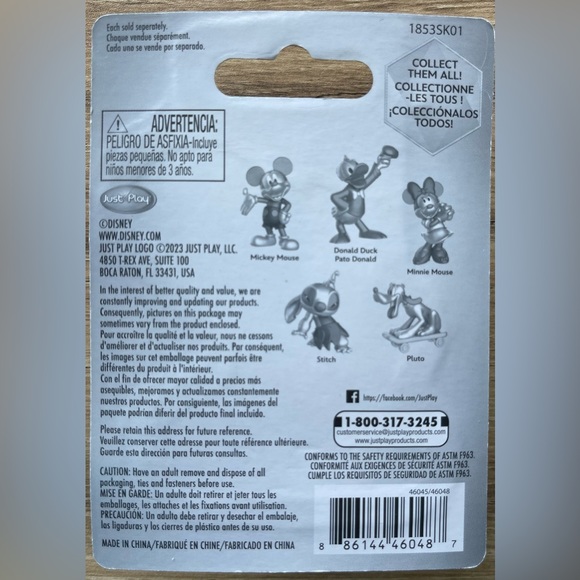 Each sold seperately.
Chaque vendue séparément.
Cada uno se vende par separado.
1853SK01
COLLECT
THEM ALL!
COLLECTIONNE
-LES TOUS !
¡COLECCIÓNALOS
TODOS!
ADVERTENCIA:
PELIGRO DE ASFIXIA-Incluye
piezas pequeñas. No apto para
niños menores de 3 años.
Just Play
©DISNEY
WWW.DISNEY.COM
JUST PLAY LOGO ©2023 JUST PLAY, LLC.
4850 T-REX AVE, SUITE 100
BOCA RATON, FL 33431, USA
Mickey Mouse
Donald Duck
Pato Donald
Minnie Mouse
Stitch
Pluto
In the interest of better quality and value, we are
constantly improving and updating our products.
Consequently, pictures on this package may
sometimes vary from the product enclosed.
Pour accroître la qualité et la valeur, nous ne cessons
d'améliorer et d'actualiser nos produits. Par conséquent,
les images sur cet emballage peuvent parfois être
différentes du produit à l'intérieur.
Con el fin de ofrecer mayor calidad a precios más
asequibles, mejoramos y actualizamos constantemente
nuestros productos. Por consiguiente, las imágenes del
paquete podrían diferir del producto final incluido.
Please retain this address for future reference.
Veuillez conserver cette adresse pour toute référence ultérieure.
Guarde esta dirección para futuras consultas.
CAUTION: Have an adult remove and dispose of all
packaging, ties and fasteners before use.
MISE EN GARDE: Un adulte doit retirer et jeter tous les
emballages, les attaches et les fixations avant utilisation.
PRECAUCIÓN: Un adulto debe retirar y desechar el embalaje,
las ligaduras y los cierres de plástico antes de su uso.
MADE IN CHINA/FABRIQUÉ EN CHINE/FABRICADO EN CHINA
https://facebook.com/JustPlay
1-800-317-3245
customerservice@justplayproducts.com
www.justplayproducts.com
CONFORMS TO THE SAFETY REQUIREMENTS OF ASTM F963.
CONFORMITÉ AUX EXIGENCES DE SÉCURITÉ ASTM F963.
CUMPLE LOS REQUISITOS DE SEGURIDAD DE ASTM F963.
46045/46048
8 86144 46048 7